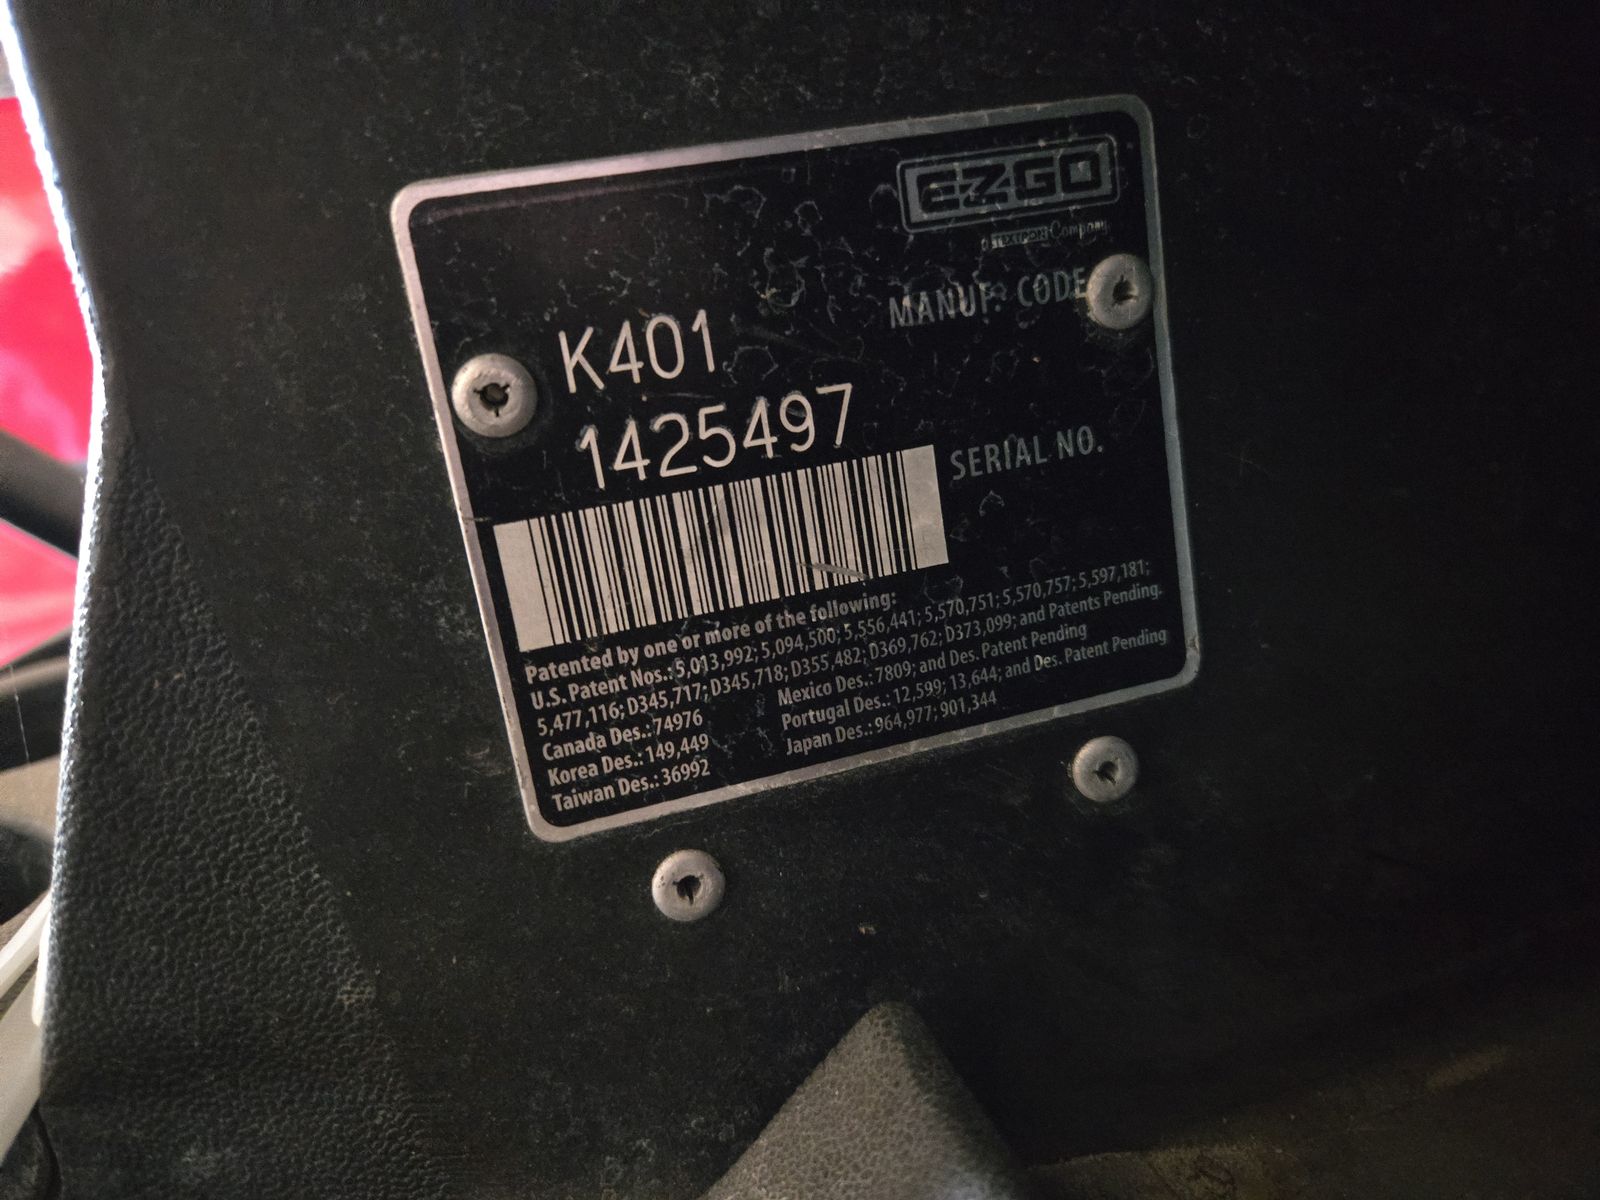 EZGO
a TEXTRON Company
MANUF. CODE
K401
1425497
SERIAL NO.
Patented by one or more of the following:
U.S. Patent Nos.: 5,013,992; 5,094,500; 5,556,441; 5,570,751; 5,570,757; 5,597,181;
5,477,116; D345,717; D345,718; D355,482; D369,762; D373,099; and Patents Pending.
Canada Des.: 74976 Mexico Des.: 7809; and Des. Patent Pending
Korea Des.: 149,449 Portugal Des.: 12,599; 13,644; and Des. Patent Pending
Taiwan Des.: 36992 Japan Des.: 964,977; 901,344